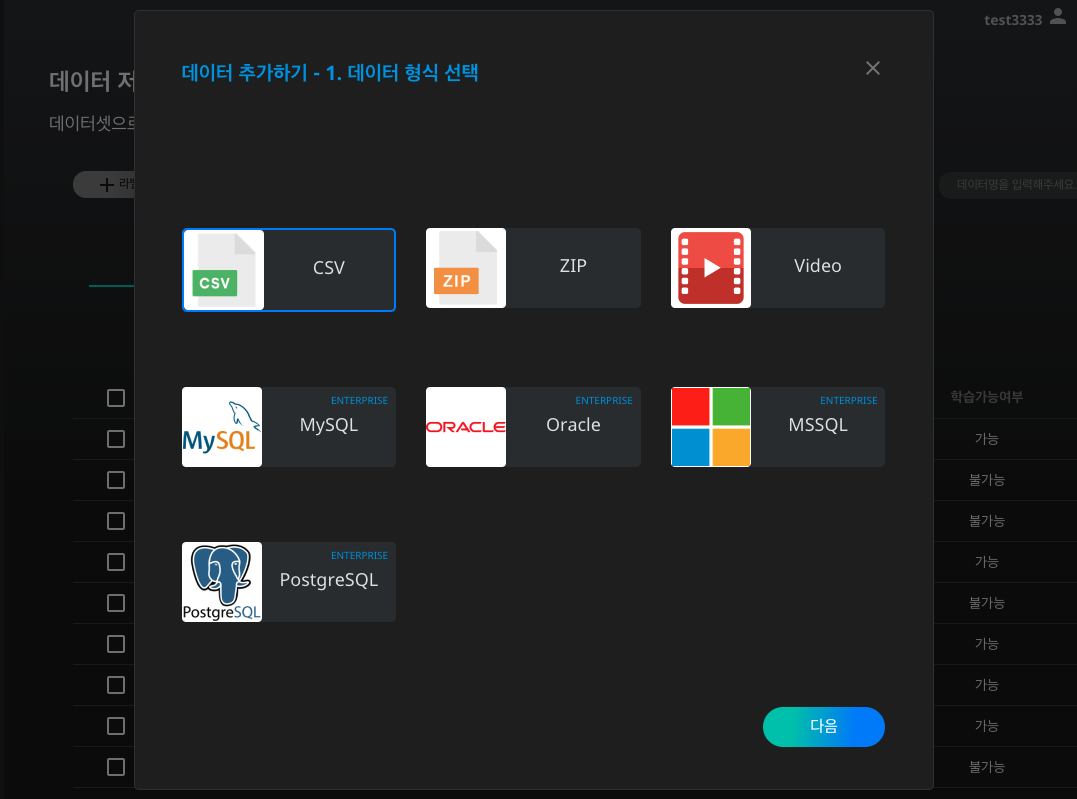 test3333
데이터 추가하기 - 1. 데이터 형식 선택
데이터
데이터셋으로
데이터명을 입력해주세요.
CSV
CSV
ZIP
ZIP
Video
ENTERPRISE
MySQL
MySQL
ENTERPRISE
ORACLE
Oracle
ENTERPRISE
MSSQL
학습가능여부
가능
불가능
불가능
가능
ENTERPRISE
PostgreSQL
PostgreSQL
불가능
가능
가능
가능
불가능
다음